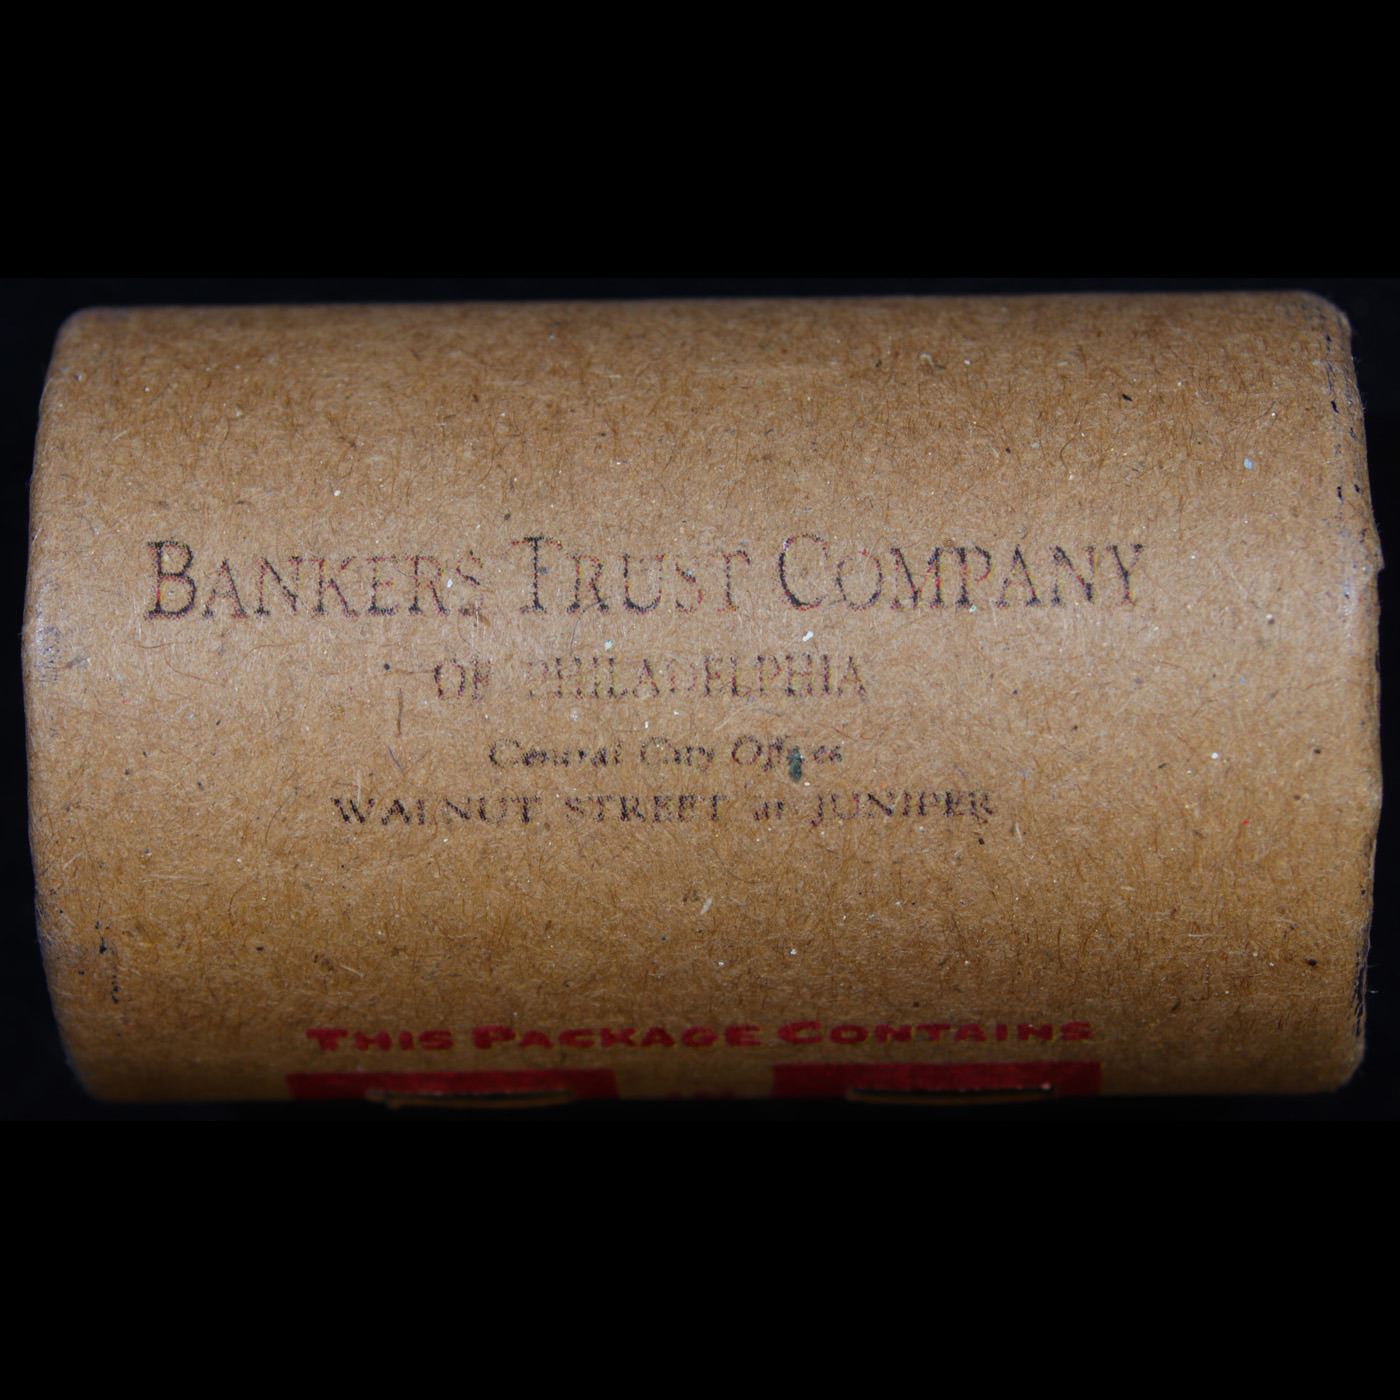 BANKERS TRUST COMPANY
OF PHILADELPHIA
Central City Offices
WALNUT STREET at JUNIPER
THIS PACKAGE CONTAINS